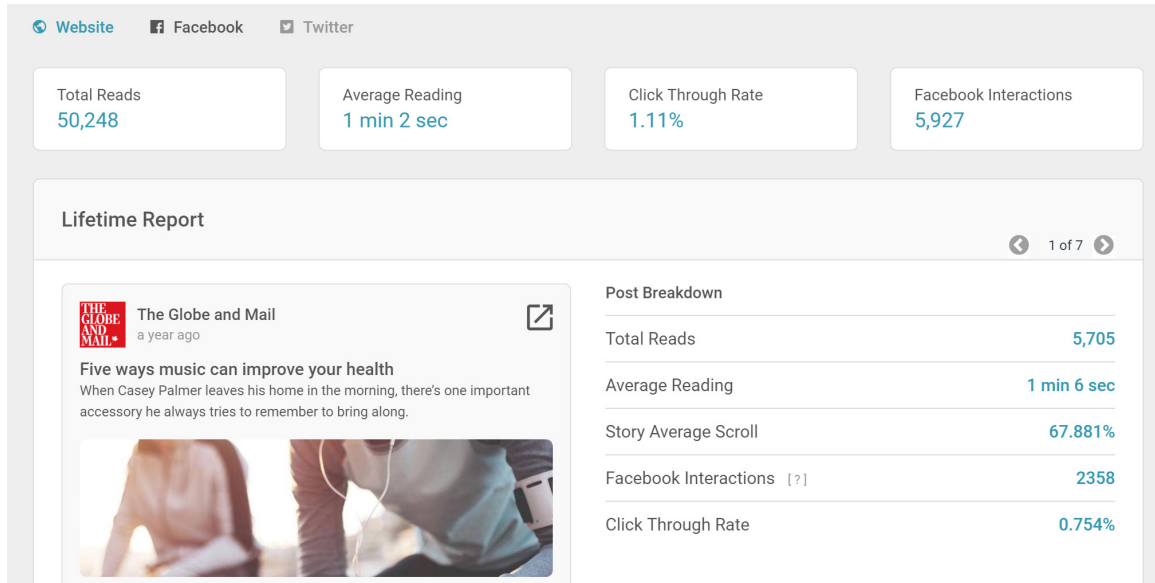 Website Facebook Twitter
Total Reads
50,248
Average Reading
1 min 2 sec
Click Through Rate
1.11%
Facebook Interactions
5,927
Lifetime Report
1 of 7
THE
GLOBE
AND
MAIL
The Globe and Mail
a year ago
Five ways music can improve your health
When Casey Palmer leaves his home in the morning, there's one important
accessory he always tries to remember to bring along.
Post Breakdown
Total Reads 5,705
Average Reading 1 min 6 sec
Story Average Scroll 67.881%
Facebook Interactions [?] 2358
Click Through Rate 0.754%